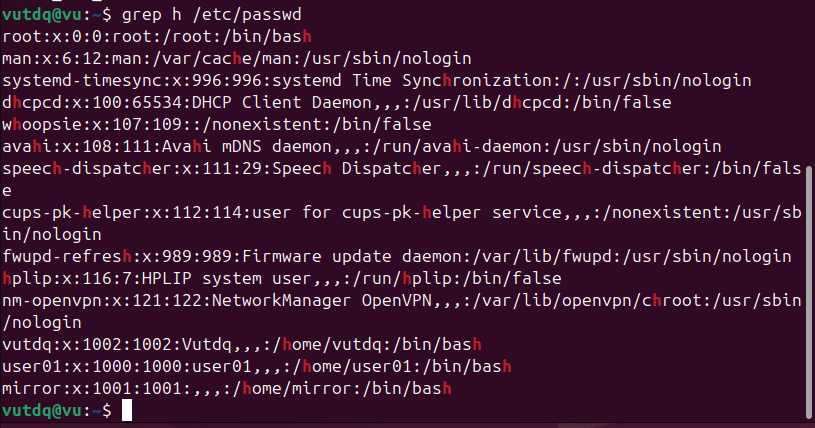 vutdq@vu:~$ grep h /etc/passwd
root:x:0:0:root:/root:/bin/bash
man:x:6:12:man:/var/cache/man:/usr/sbin/nologin
systemd-timesync:x:996:996:systemd Time Synchronization:/:/usr/sbin/nologin
dhcpcd:x:100:65534:DHCP Client Daemon,,,:/usr/lib/dhcpcd:/bin/false
whoopsie:x:107:109::/nonexistent:/bin/false
avahi:x:108:111:Avahi mDNS daemon,,,:/run/avahi-daemon:/usr/sbin/nologin
speech-dispatcher:x:111:29:Speech Dispatcher,,,:/run/speech-dispatcher:/bin/fals
e
cups-pk-helper:x:112:114:user for cups-pk-helper service,,,:/nonexistent:/usr/sb
in/nologin
fwupd-refresh:x:989:989:Firmware update daemon:/var/lib/fwupd:/usr/sbin/nologin
hplip:x:116:7:HPLIP system user,,,:/run/hplip:/bin/false
nm-openvpn:x:121:122:NetworkManager OpenVPN,,,:/var/lib/openvpn/chroot:/usr/sbin
/nologin
vutdq:x:1002:1002:Vutdq,,,:/home/vutdq:/bin/bash
user01:x:1000:1000:user01,,,:/home/user01:/bin/bash
mirror:x:1001:1001:,,,:/home/mirror:/bin/bash
vutdq@vu:~$